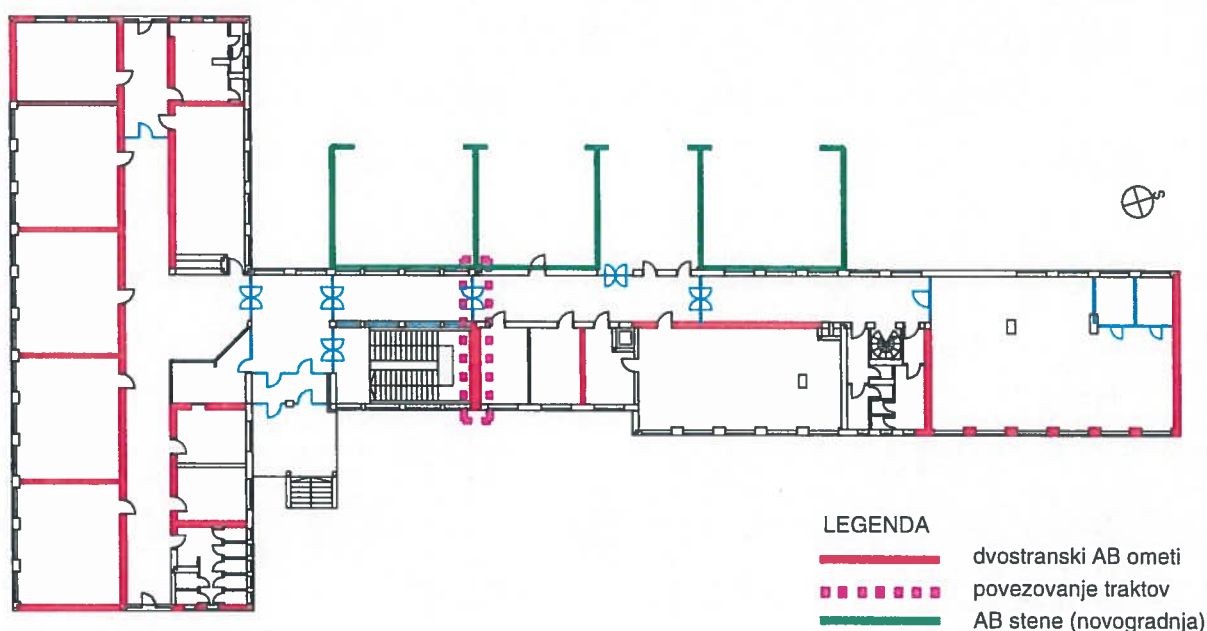 S
LEGENDA
dvostranski AB ometi
povezovanje traktov
AB stene (novogradnja)